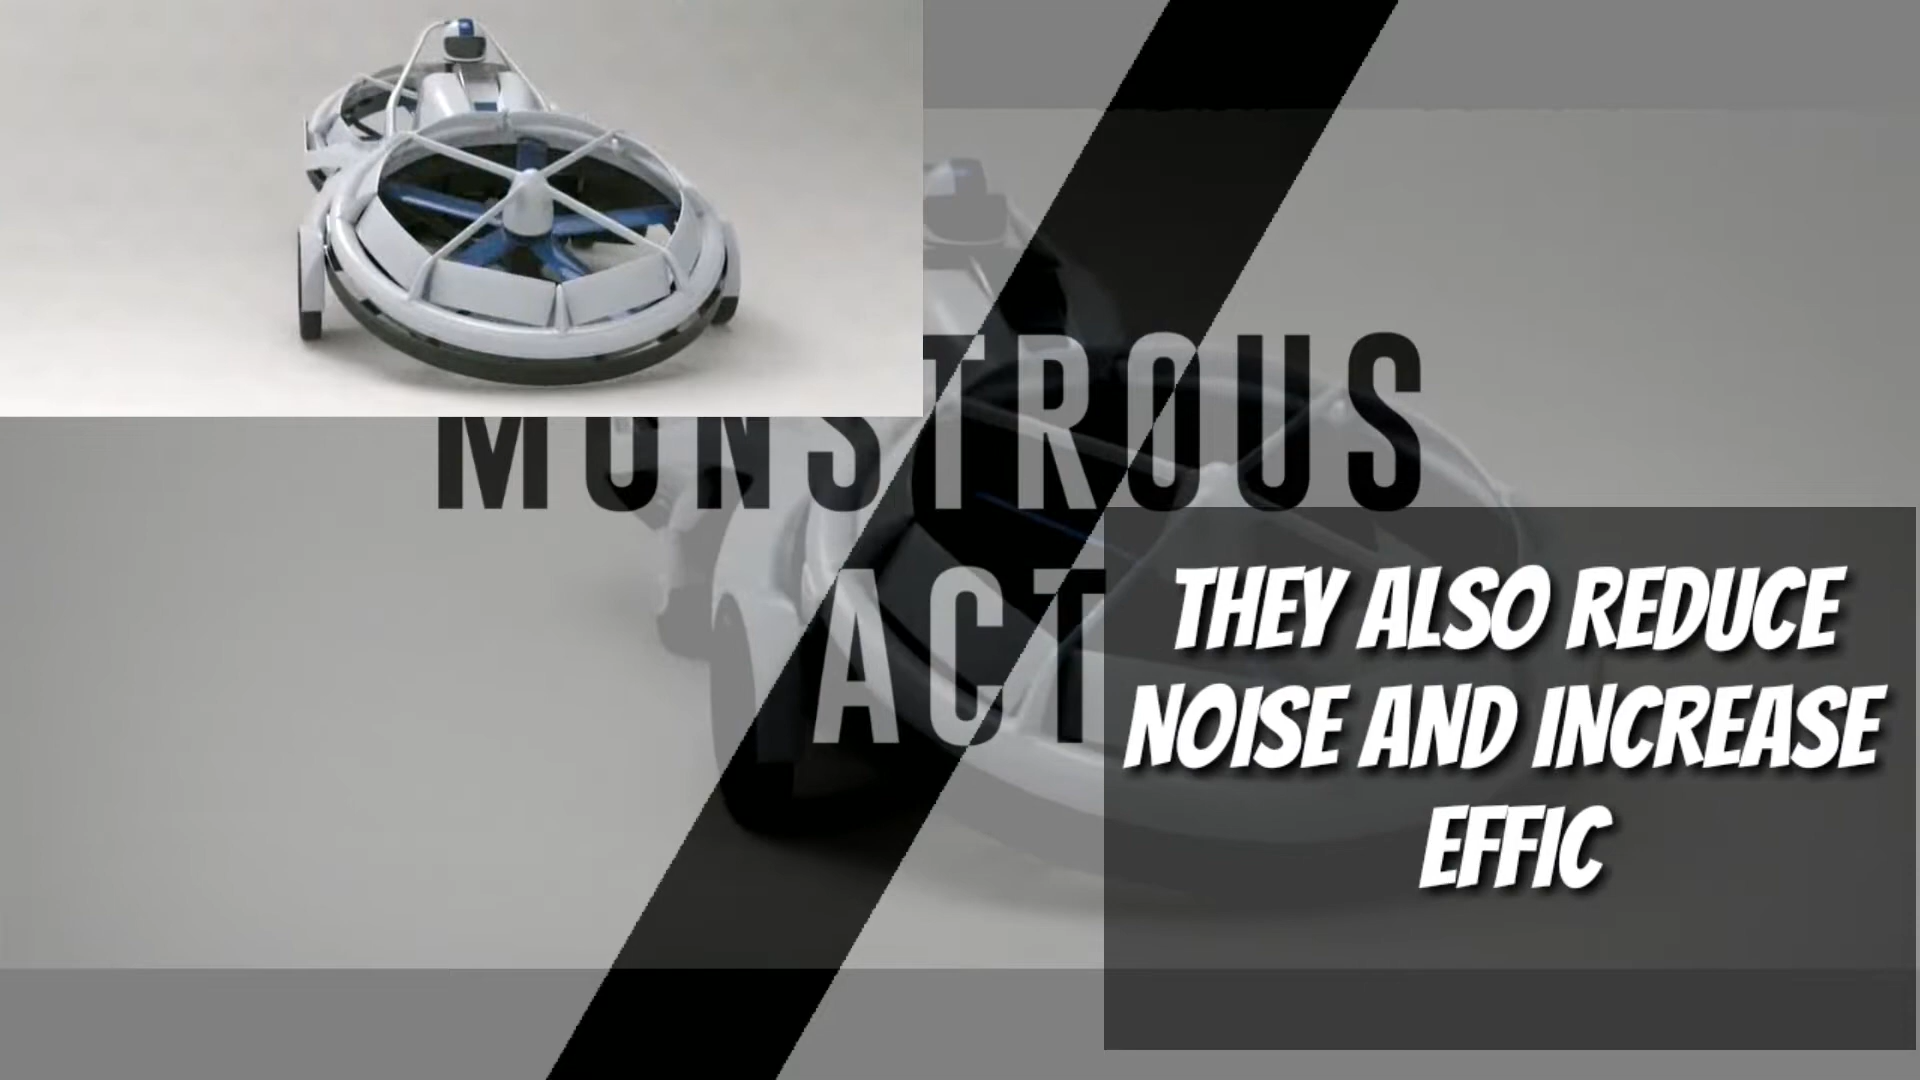 MONSTROUS
ACT
THEY ALSO REDUCE
NOISE AND INCREASE
EFFIC